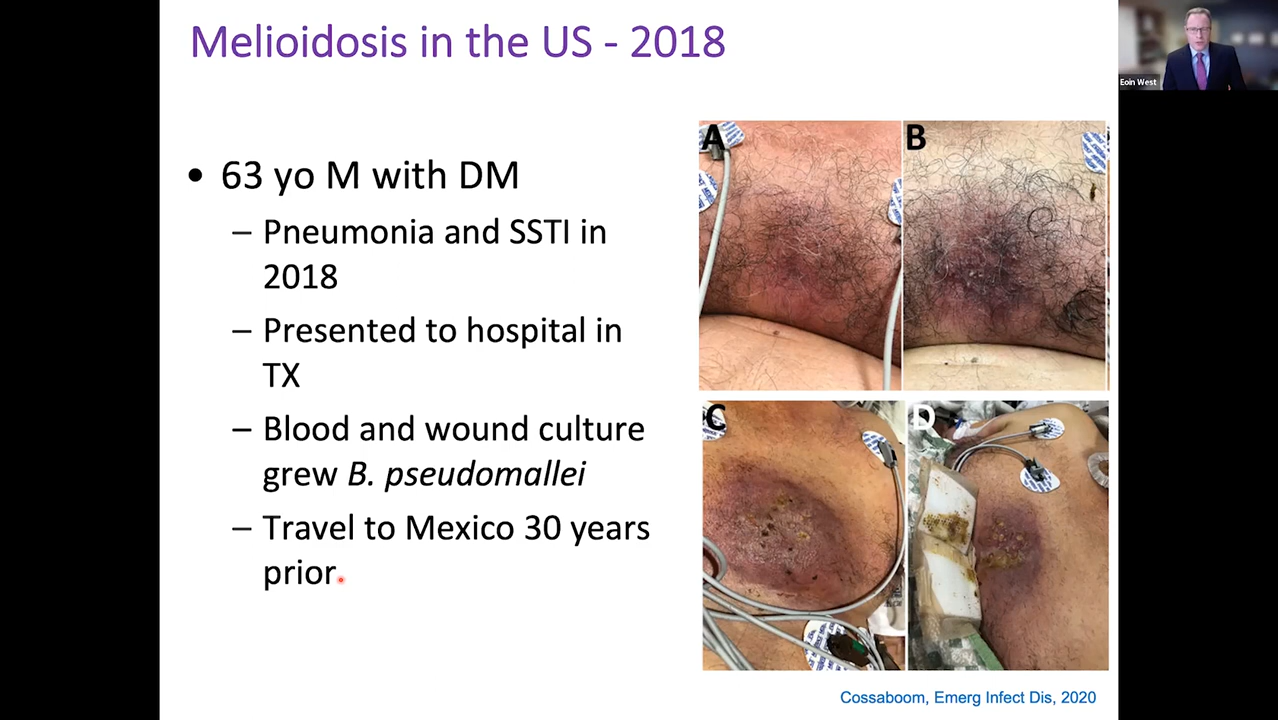 Melioidosis in the US - 2018
Eoin West
• 63 yo M with DM
– Pneumonia and SSTI in
2018
– Presented to hospital in
TX
– Blood and wound culture
grew B. pseudomallei
– Travel to Mexico 30 years
prior
A
B
C
D
Cossaboom, Emerg Infect Dis, 2020